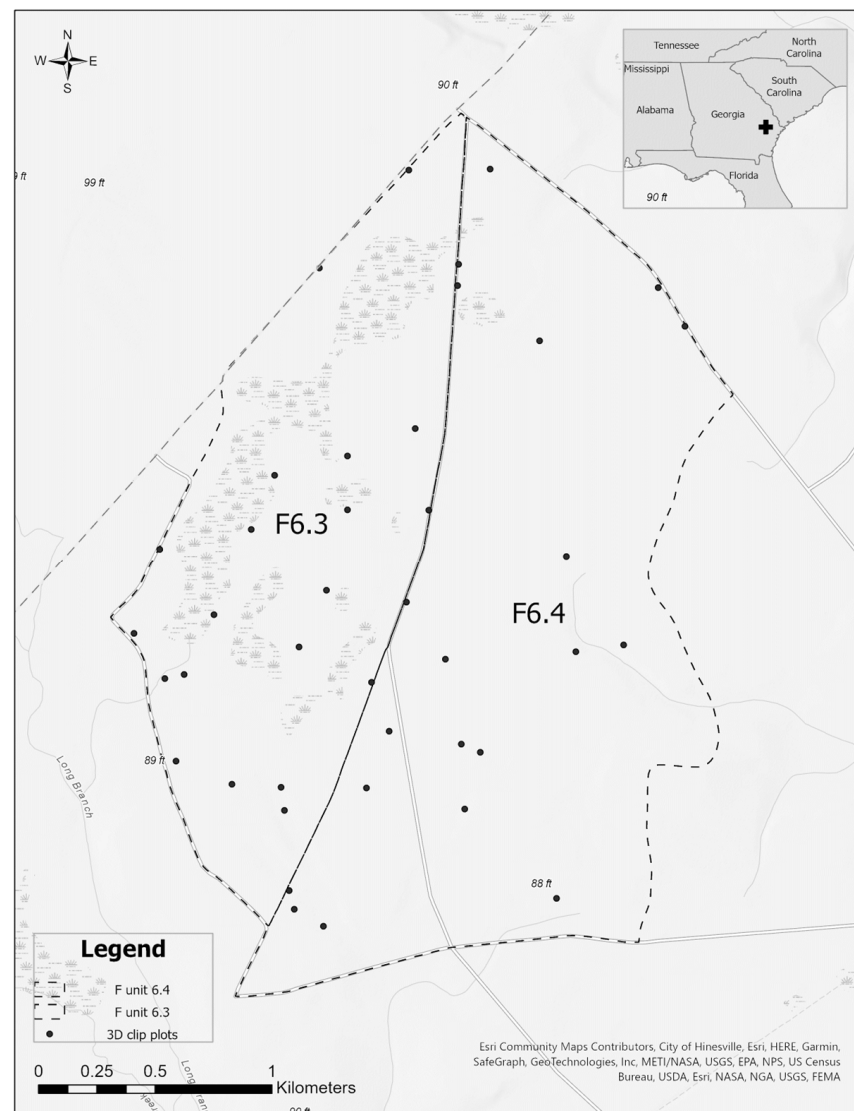 N
W E
S
Tennessee
North
Carolina
Mississippi
South
Carolina
Alabama
Georgia
Florida
90 ft
90 ft
9 ft
99 ft
F6.3
F6.4
89 ft
Long Branch
88 ft
Legend
F unit 6.4
F unit 6.3
3D clip plots
0 0.25 0.5 1
Kilometers
Esri Community Maps Contributors, City of Hinesville, Esri, HERE, Garmin,
SafeGraph, GeoTechnologies, Inc, METI/NASA, USGS, EPA, NPS, US Census
Bureau, USDA, Esri, NASA, NGA, USGS, FEMA